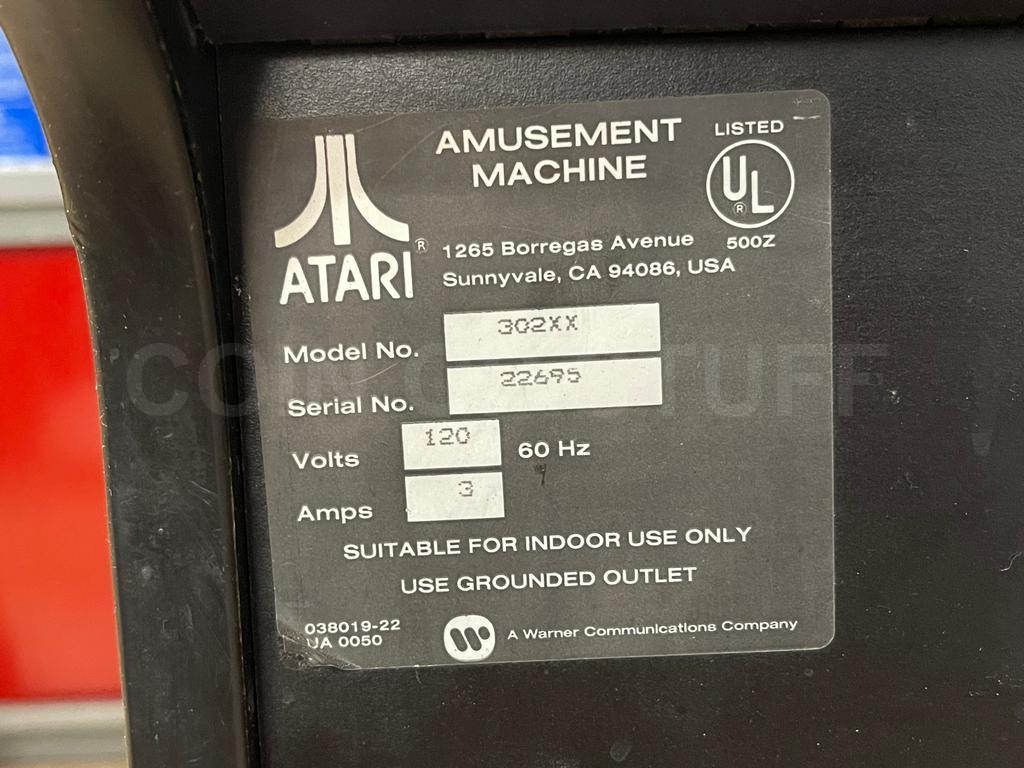 AMUSEMENT
MACHINE
LISTED
UL
®
500Z
ATARI®
1265 Borregas Avenue
Sunnyvale, CA 94086, USA
Model No. 302XX
Serial No. 22695
Volts 120 60 Hz
Amps 3
SUITABLE FOR INDOOR USE ONLY
USE GROUNDED OUTLET
038019-22
UA 0050
A Warner Communications Company